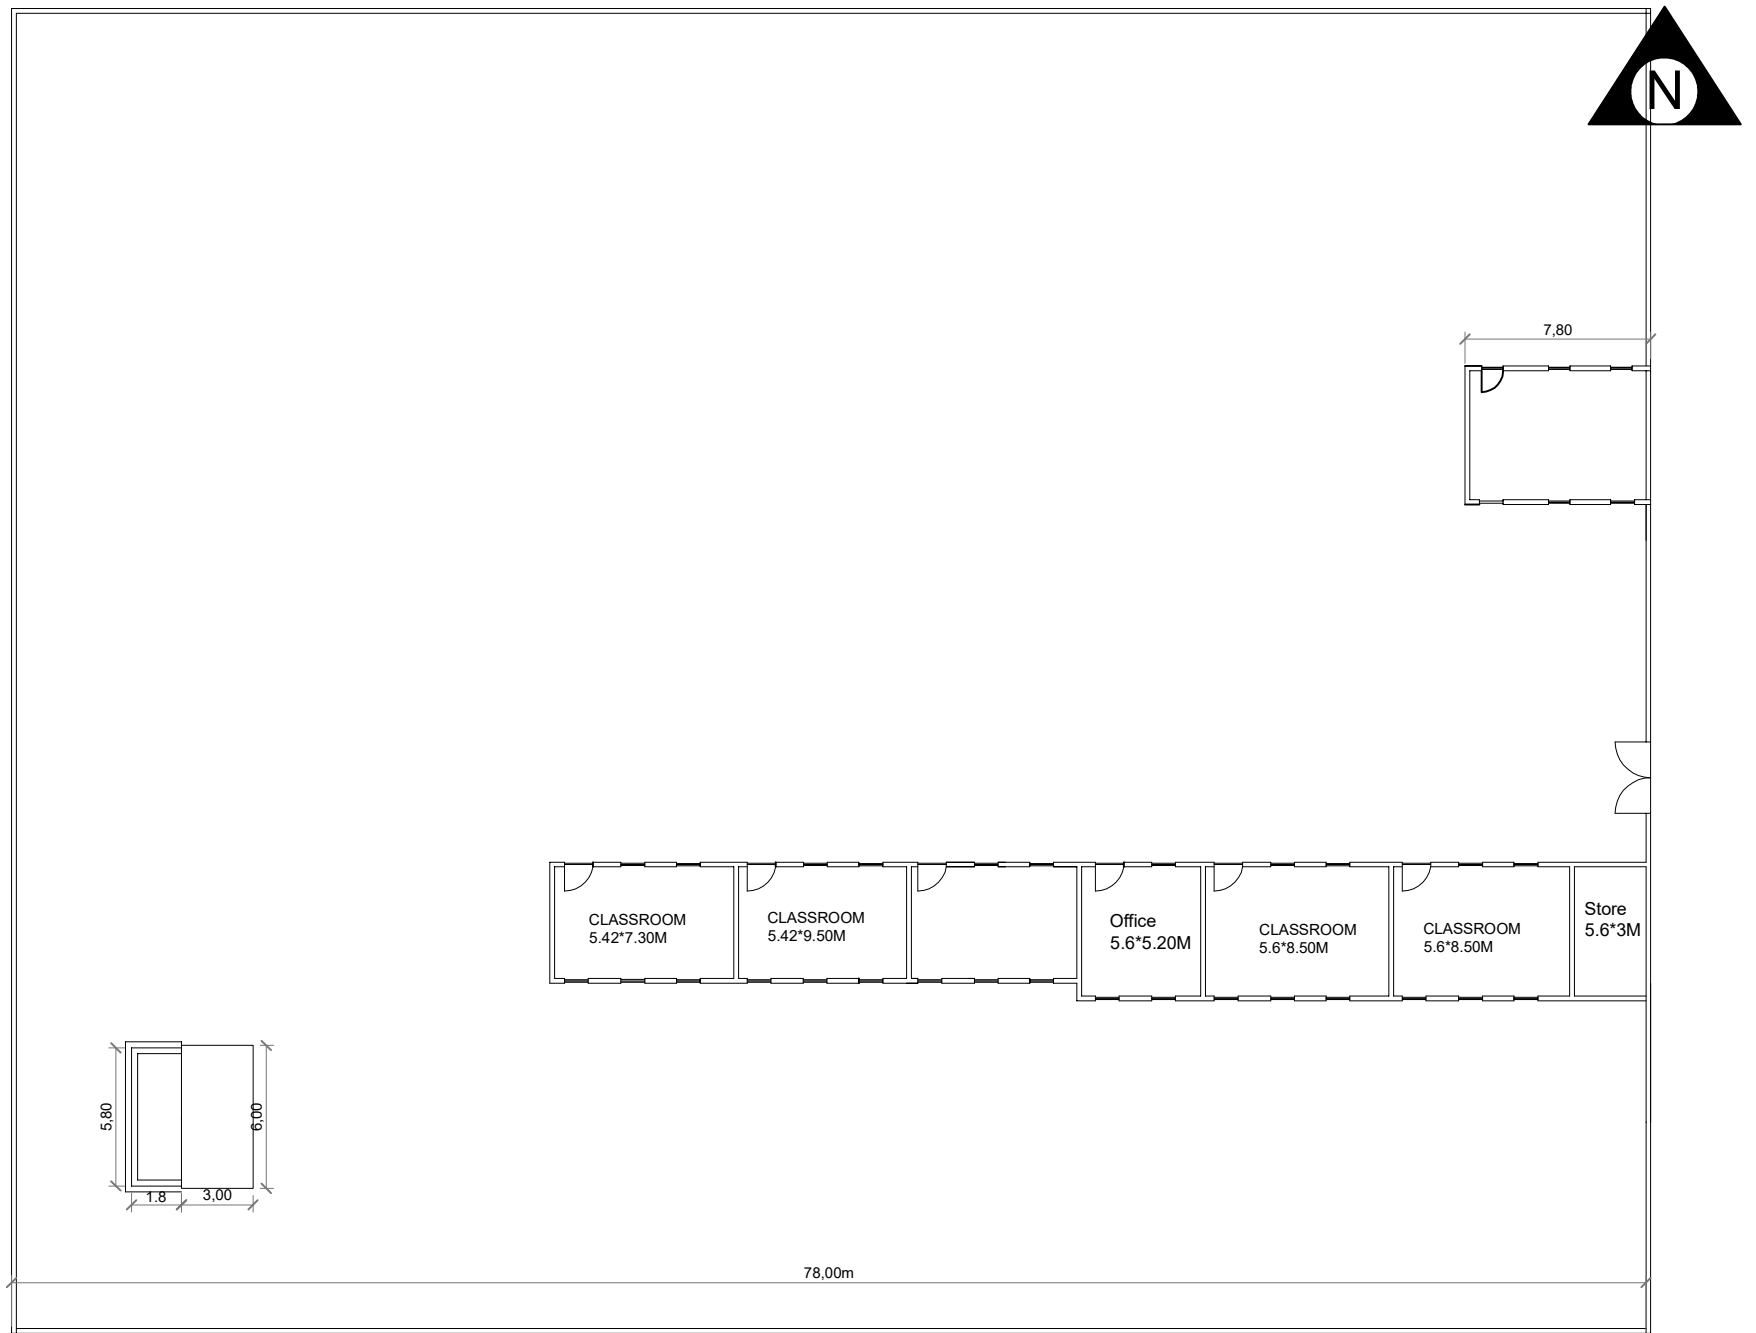 N
7,80
CLASSROOM
5.42*7.30M
CLASSROOM
5.42*9.50M
Office
5.6*5.20M
CLASSROOM
5.6*8.50M
CLASSROOM
5.6*8.50M
Store
5.6*3M
5,80
6,00
1.8
3,00
78,00m